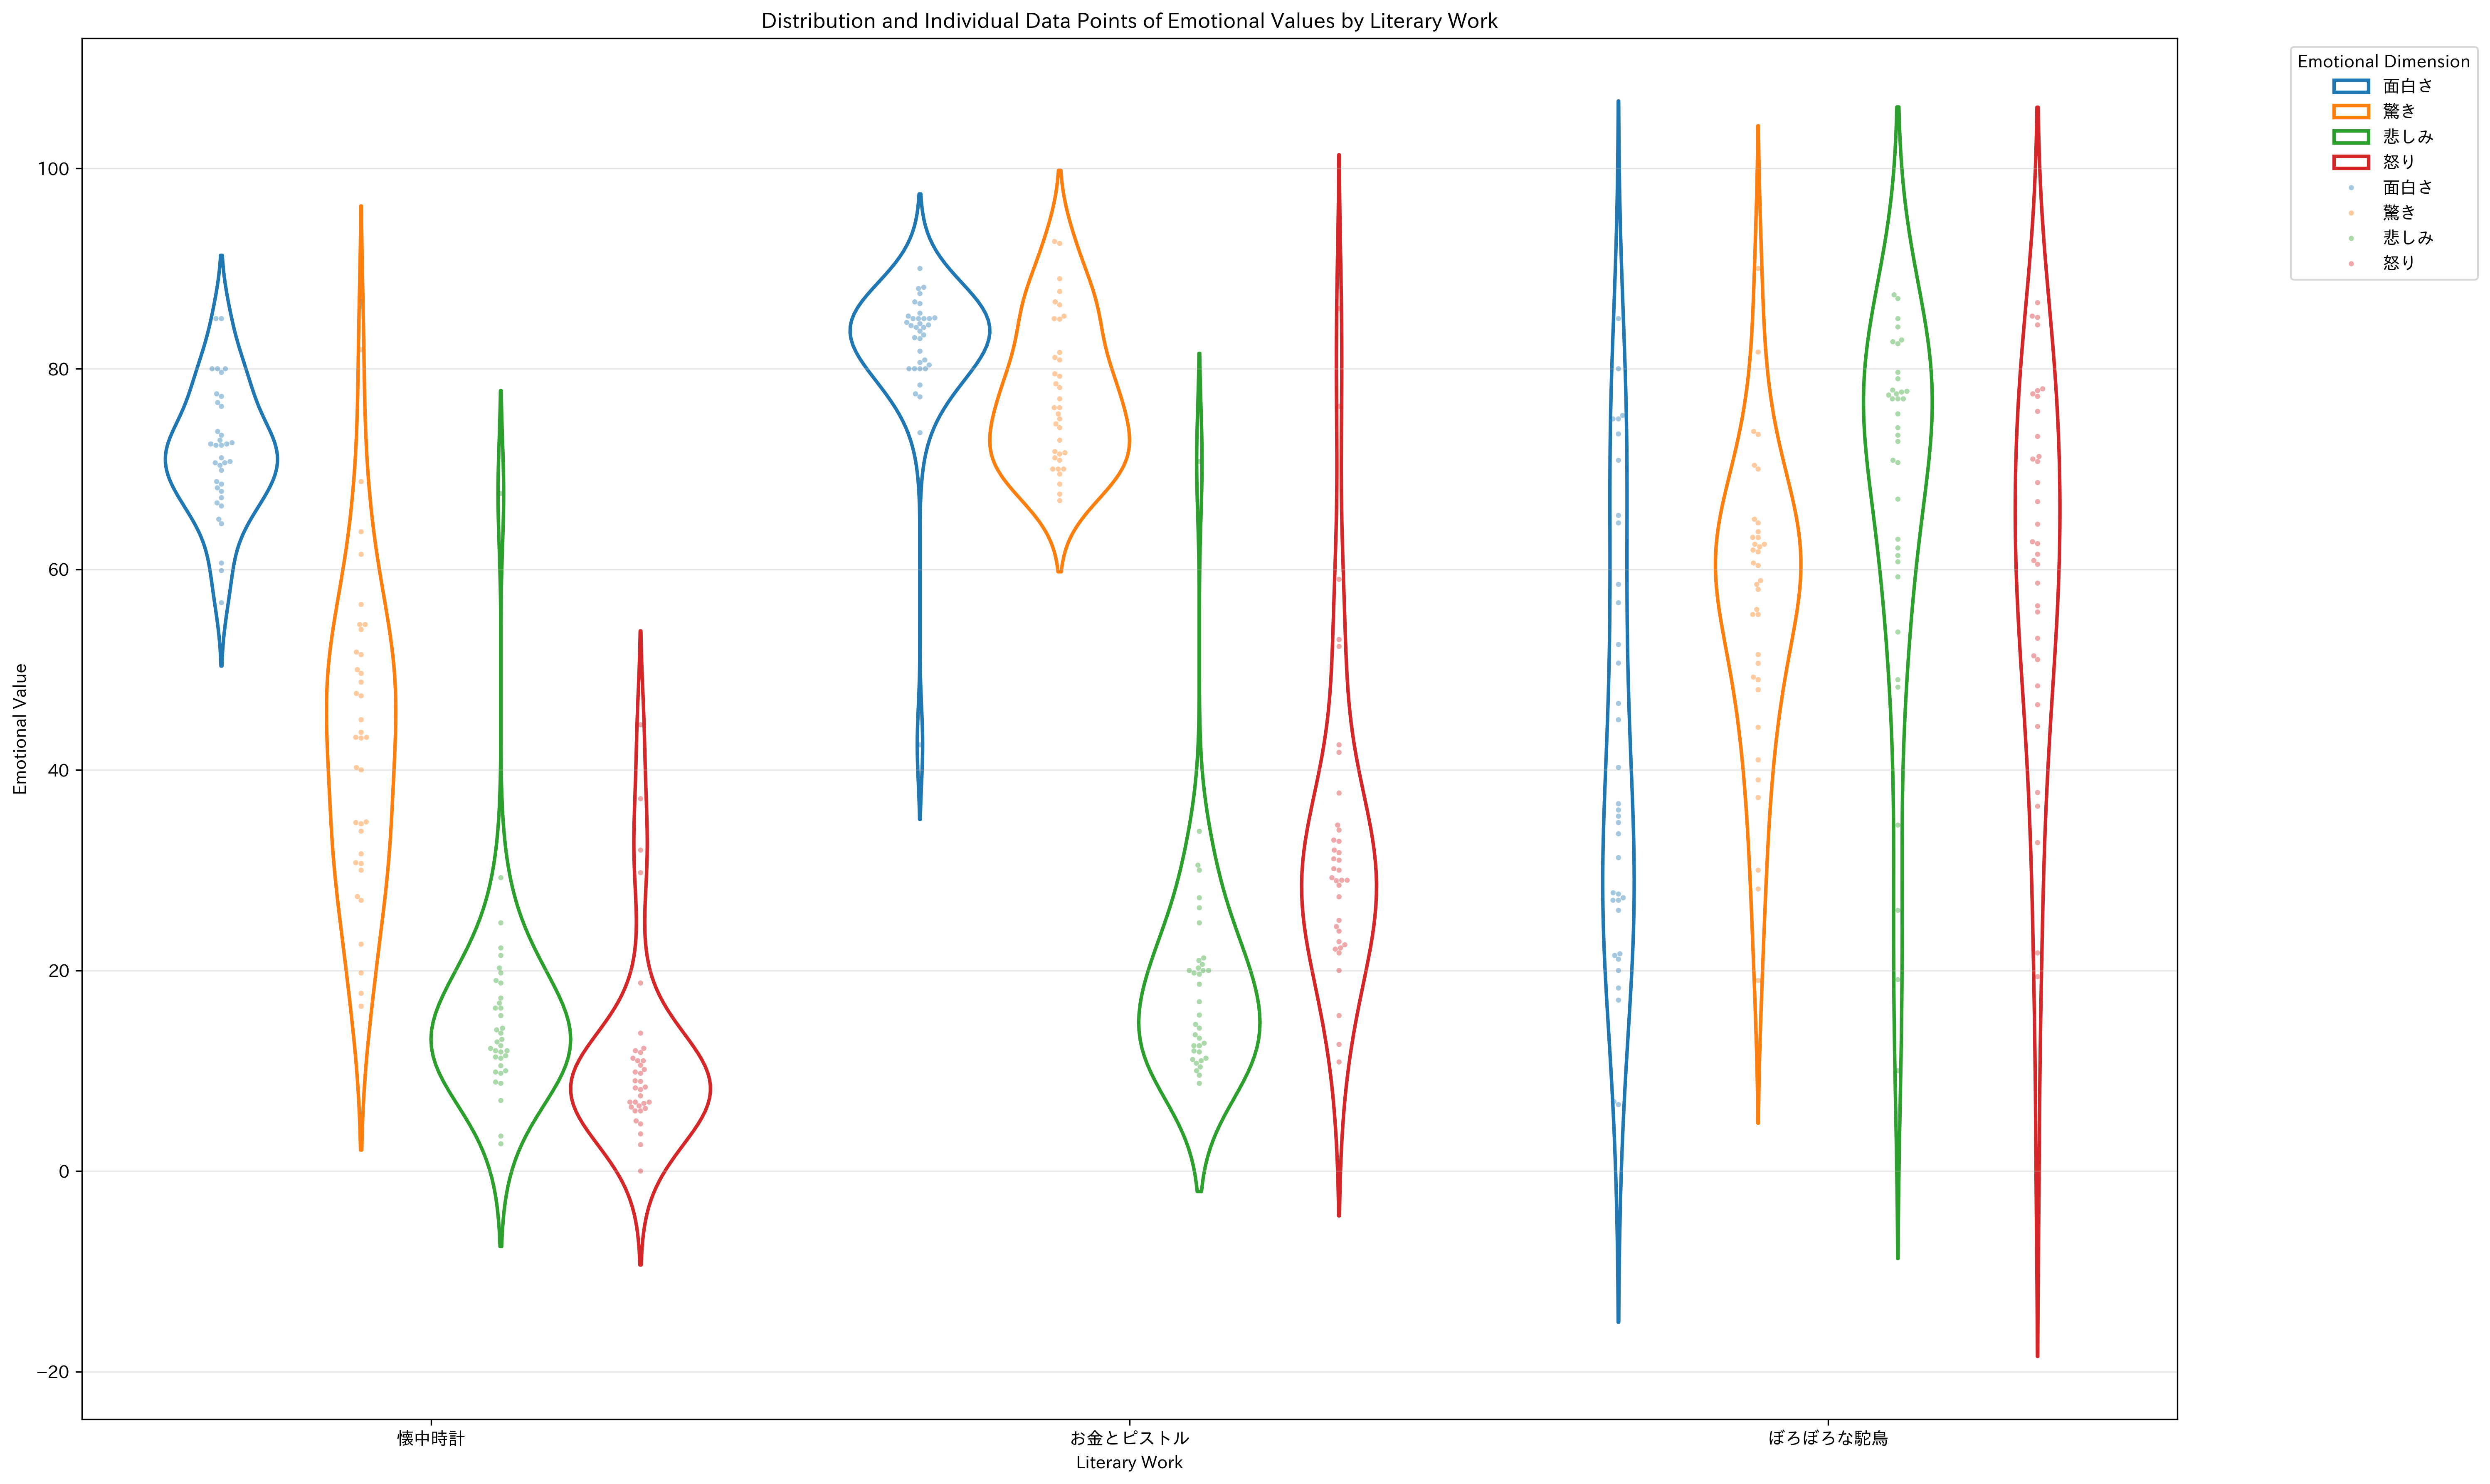 Distribution and Individual Data Points of Emotional Values by Literary Work
Emotional Value
100
80
60
40
20
0
−20
懐中時計
お金とピストル
ぼろぼろな駝鳥
Literary Work
Emotional Dimension
面白さ
驚き
悲しみ
怒り
面白さ
驚き
悲しみ
怒り